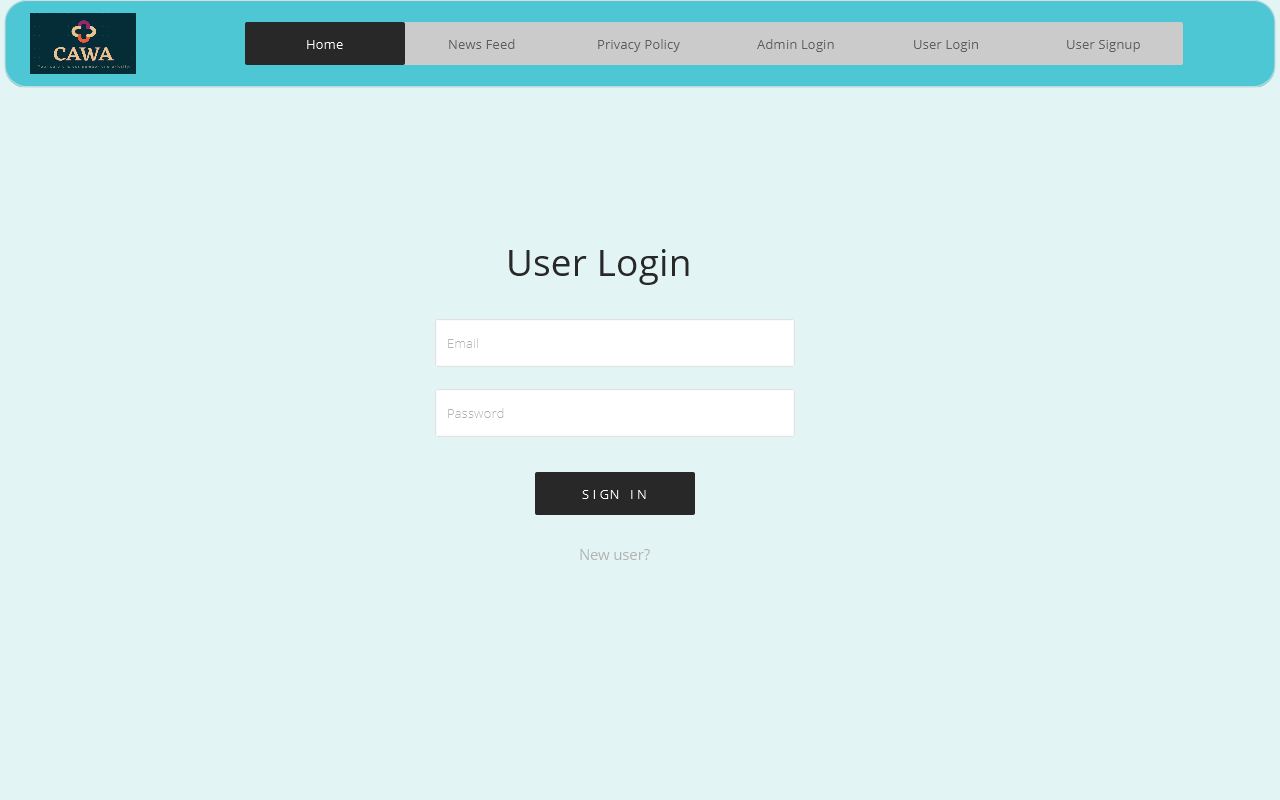 CAWA
Home
News Feed
Privacy Policy
Admin Login
User Login
User Signup
User Login
Email
Password
SIGN IN
New user?